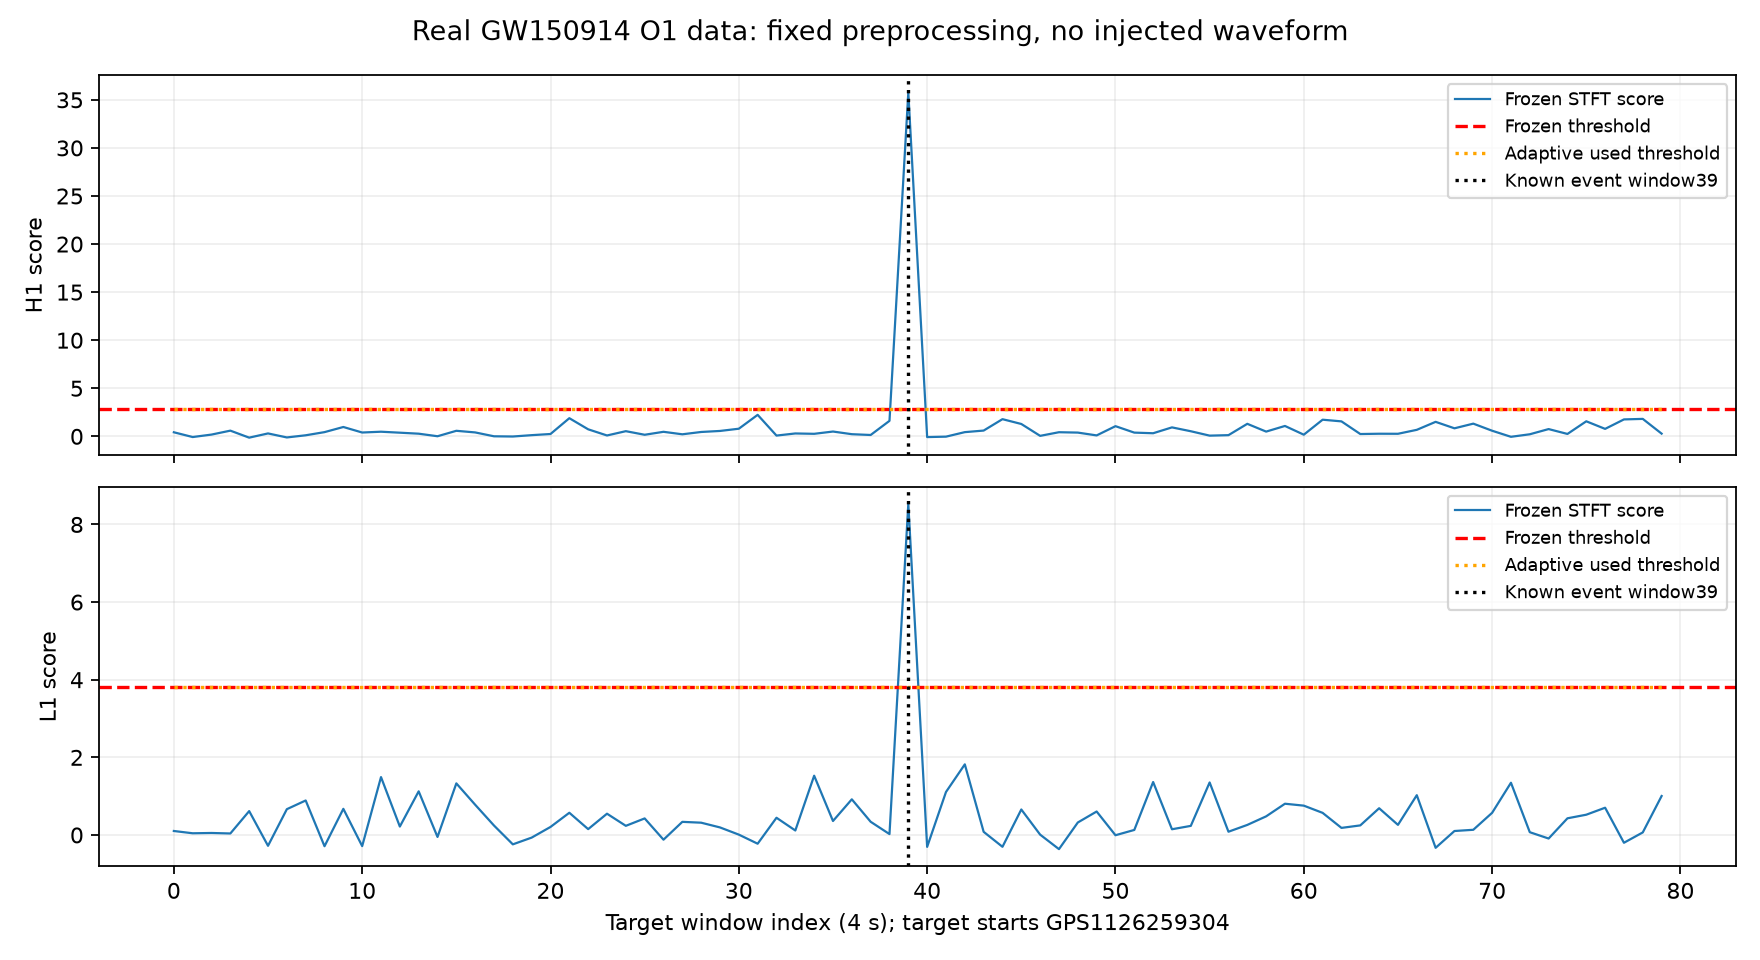 Real GW150914 O1 data: fixed preprocessing, no injected waveform
35
30
25
20
15
10
5
0
H1 score
Frozen STFT score
Frozen threshold
Adaptive used threshold
Known event window39
8
6
4
2
0
L1 score
Frozen STFT score
Frozen threshold
Adaptive used threshold
Known event window39
0 10 20 30 40 50 60 70 80
Target window index (4 s); target starts GPS1126259304